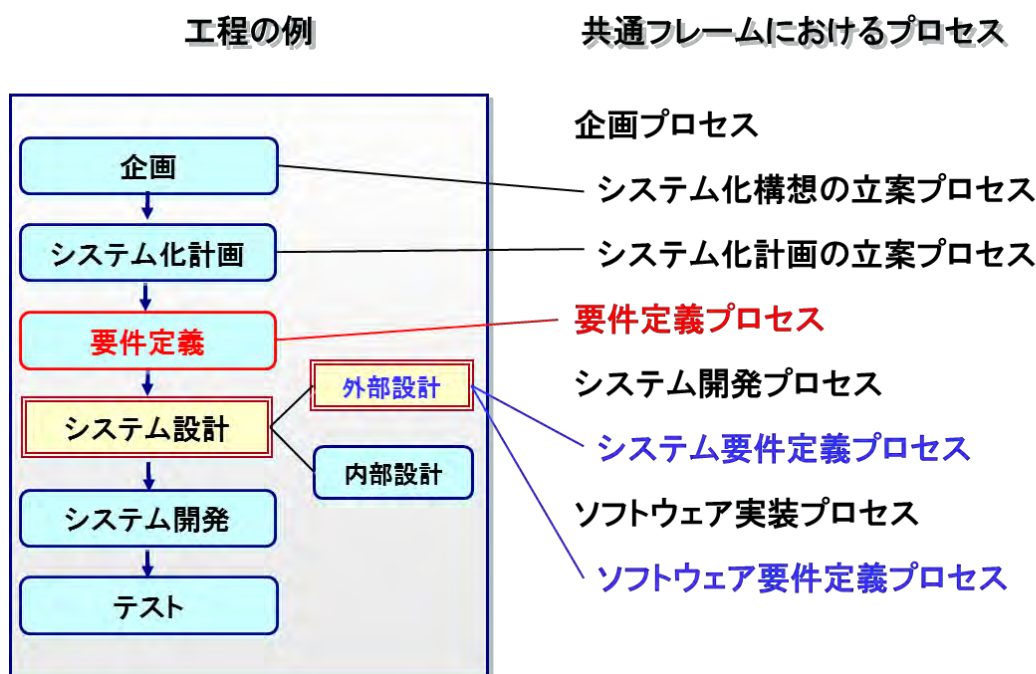 工程の例
共通フレームにおけるプロセス
企画
システム化計画
要件定義
システム設計
外部設計
内部設計
システム開発
テスト
企画プロセス
システム化構想の立案プロセス
システム化計画の立案プロセス
要件定義プロセス
システム開発プロセス
システム要件定義プロセス
ソフトウェア実装プロセス
ソフトウェア要件定義プロセス